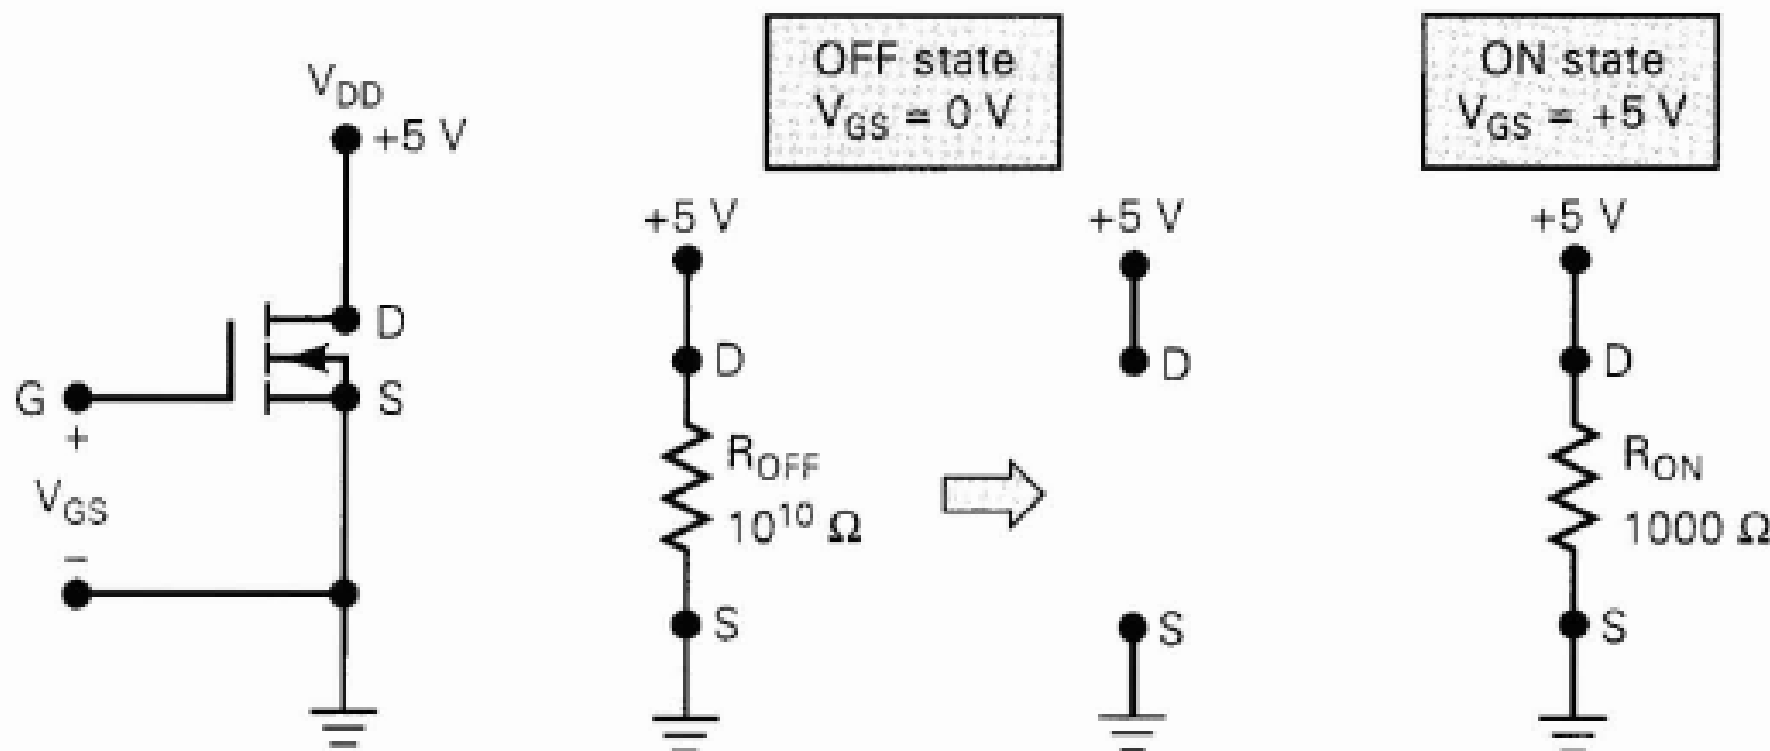 V_DD
+5 V
D
G
S
+
V_GS
–
OFF state
V_GS = 0 V
+5 V
D
R_OFF
10^10 Ω
S
+5 V
D
S
ON state
V_GS = +5 V
+5 V
D
R_ON
1000 Ω
S